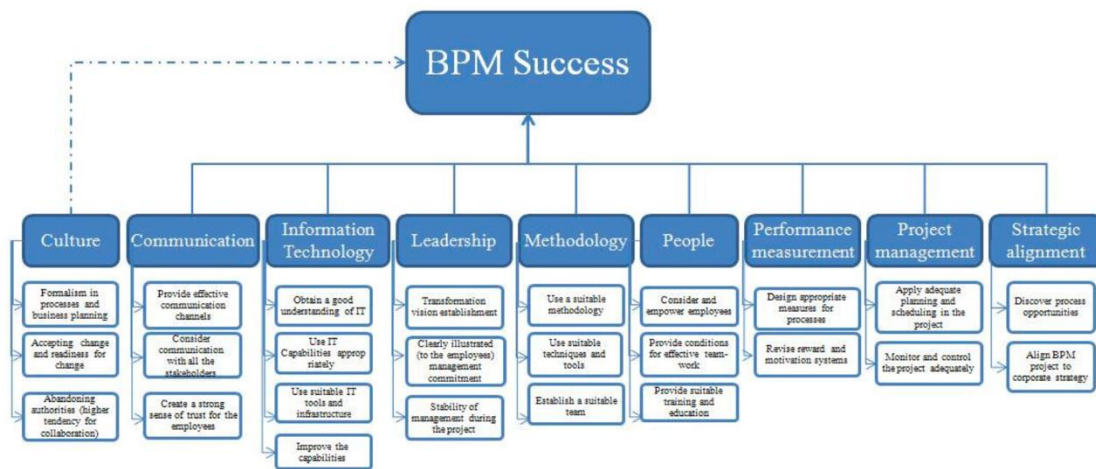 BPM Success
Culture
Formalism in
processes and
business planning
Accepting change
and readiness for
change
Abandoning
authorities (higher
tendency for
collaboration)
Communication
Provide effective
communication
channels
Consider
communication
with all the
stakeholders
Create a strong
sense of trust for the
employees
Information
Technology
Obtain a good
understanding of IT
Use IT
Capabilities approp
riately
Use suitable IT
tools and
infrastructure
Improve the
capabilities
Leadership
Transformation
vision establishment
Clearly illustrated
(to the employees)
management
commitment
Stability of
management during
the project
Methodology
Use a suitable
methodology
Use suitable
techniques and
tools
Establish a suitable
team
People
Consider and
empower employees
Provide conditions
for effective team-
work
Provide suitable
training and
education
Performance
measurement
Design appropriate
measures for
processes
Revise reward and
motivation systems
Project
management
Apply adequate
planning and
scheduling in the
project
Monitor and control
the project adequately
Strategic
alignment
Discover process
opportunities
Align BPM
project to
corporate strategy